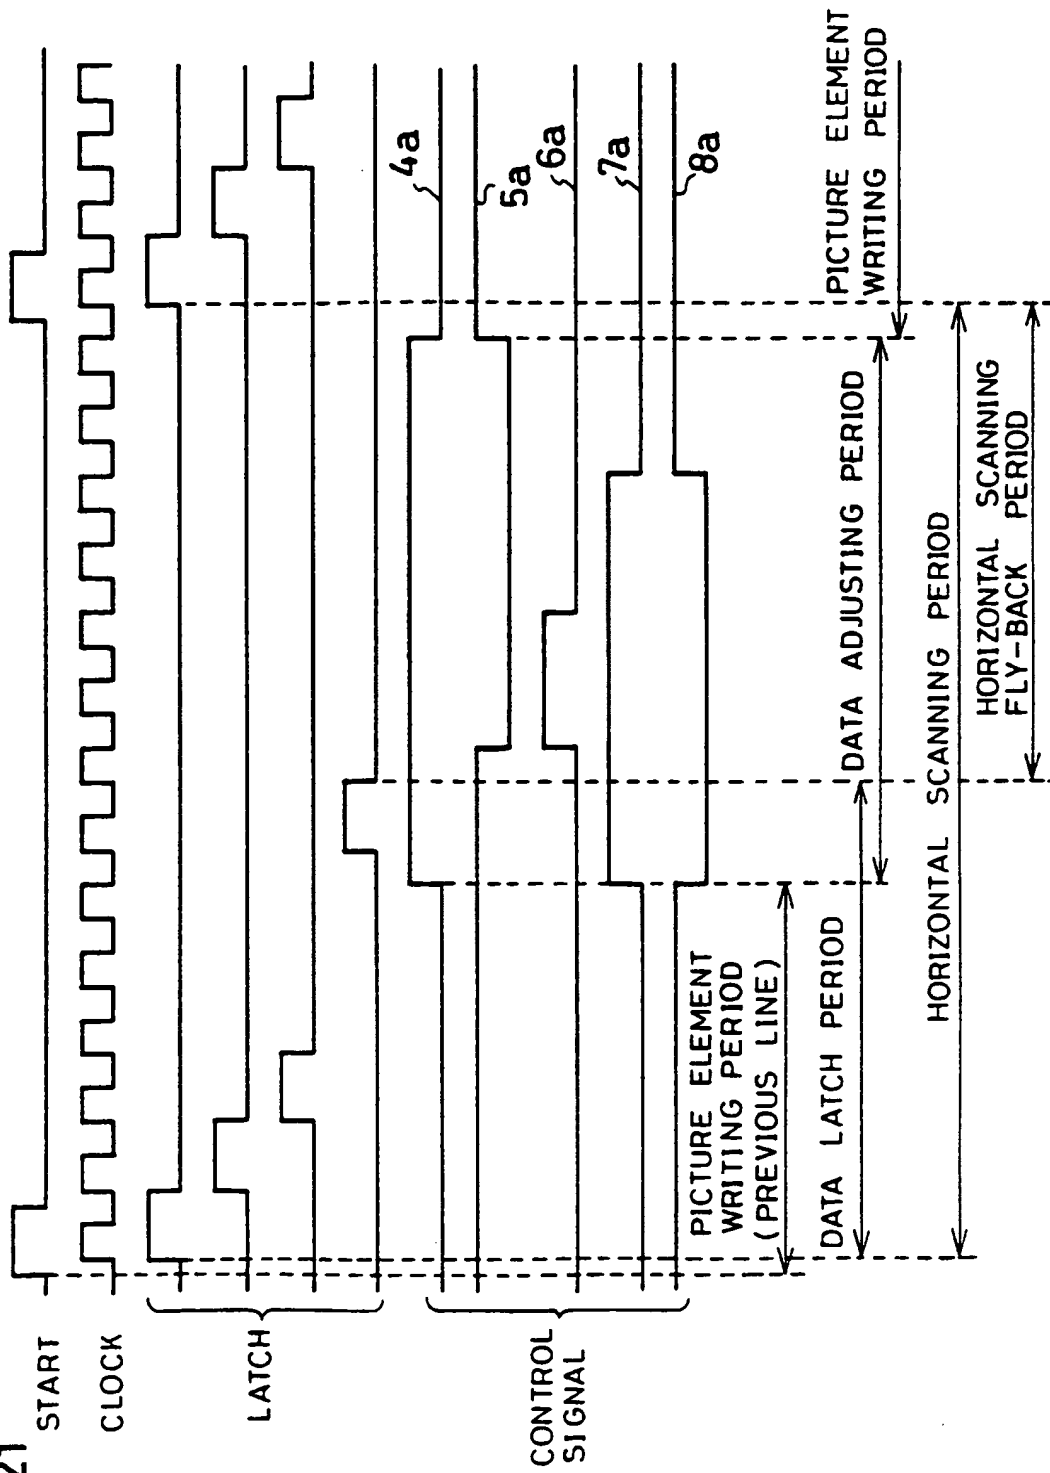 21
START
CLOCK
LATCH
CONTROL
SIGNAL
4a
5a
6a
7a
8a
PICTURE ELEMENT
WRITING PERIOD
(PREVIOUS LINE)
PICTURE ELEMENT
WRITING PERIOD
DATA LATCH PERIOD
DATA ADJUSTING PERIOD
HORIZONTAL SCANNING PERIOD
HORIZONTAL SCANNING
FLY-BACK PERIOD